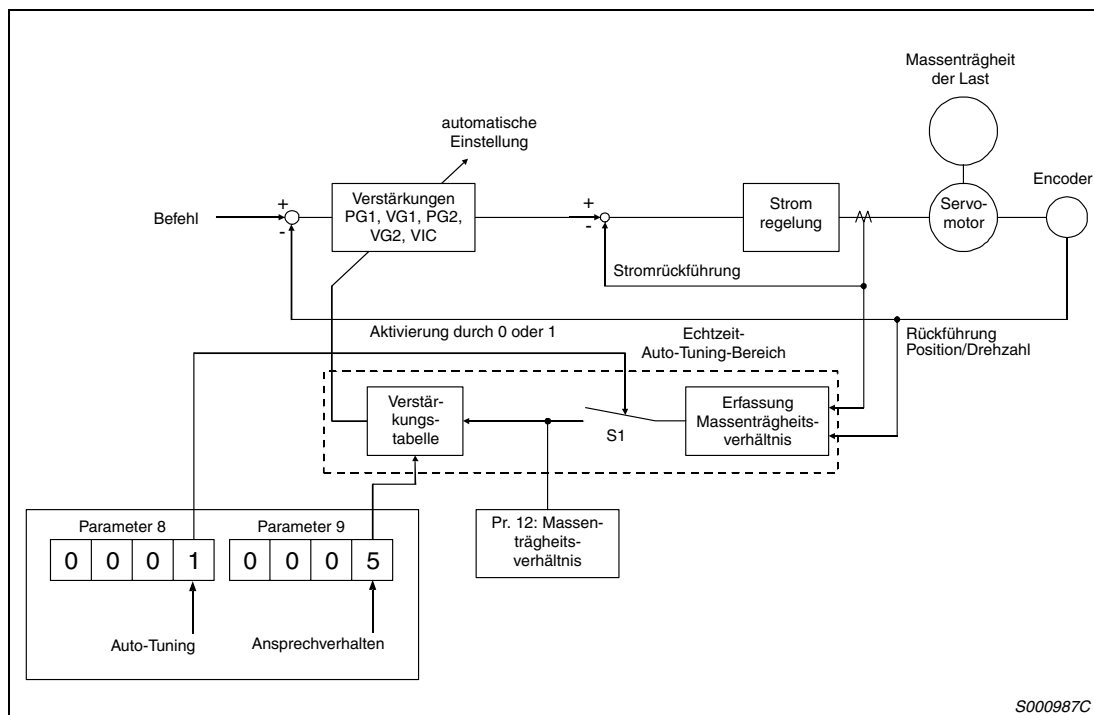 Massenträgheit
der Last
automatische
Einstellung
Encoder
Befehl
+
-
Verstärkungen
PG1, VG1, PG2,
VG2, VIC
+
-
Strom
regelung
Servo-
motor
Stromrückführung
Aktivierung durch 0 oder 1
Echtzeit-
Auto-Tuning-Bereich
Rückführung
Position/Drehzahl
Verstär-
kungs-
tabelle
S1
Erfassung
Massenträgheits-
verhältnis
Parameter 8
0 0 0 1
Auto-Tuning
Parameter 9
0 0 0 5
Ansprechverhalten
Pr. 12: Massen-
trägheits-
verhältnis
S000987C